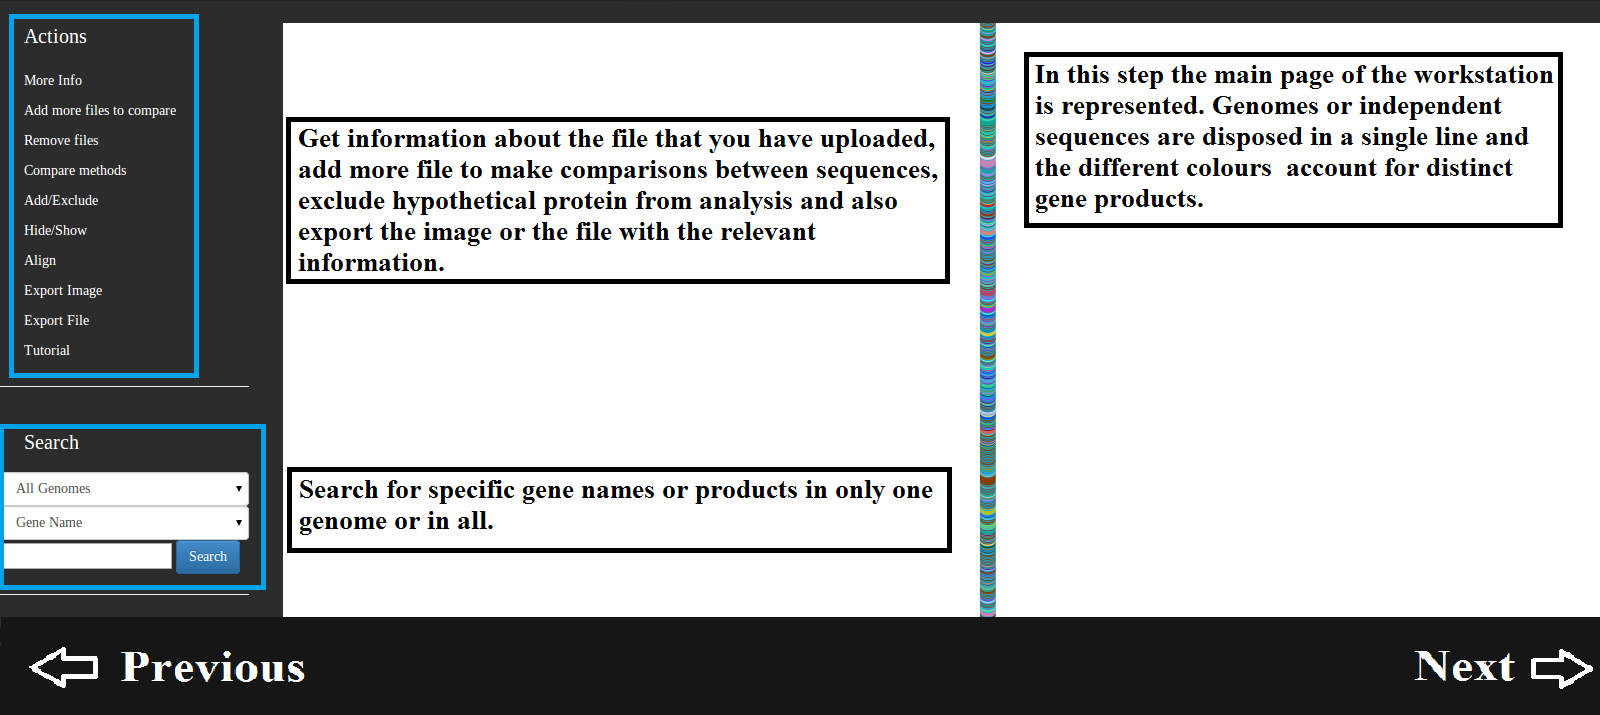 Actions
More Info
Add more files to compare
Remove files
Compare methods
Add/Exclude
Hide/Show
Align
Export Image
Export File
Tutorial
Search
All Genomes
Gene Name
Search
Get information about the file that you have uploaded,
add more file to make comparisons between sequences,
exclude hypothetical protein from analysis and also
export the image or the file with the relevant
information.
Search for specific gene names or products in only one
genome or in all.
In this step the main page of the workstation
is represented. Genomes or independent
sequences are disposed in a single line and
the different colours  account for distinct
gene products.
Previous
Next